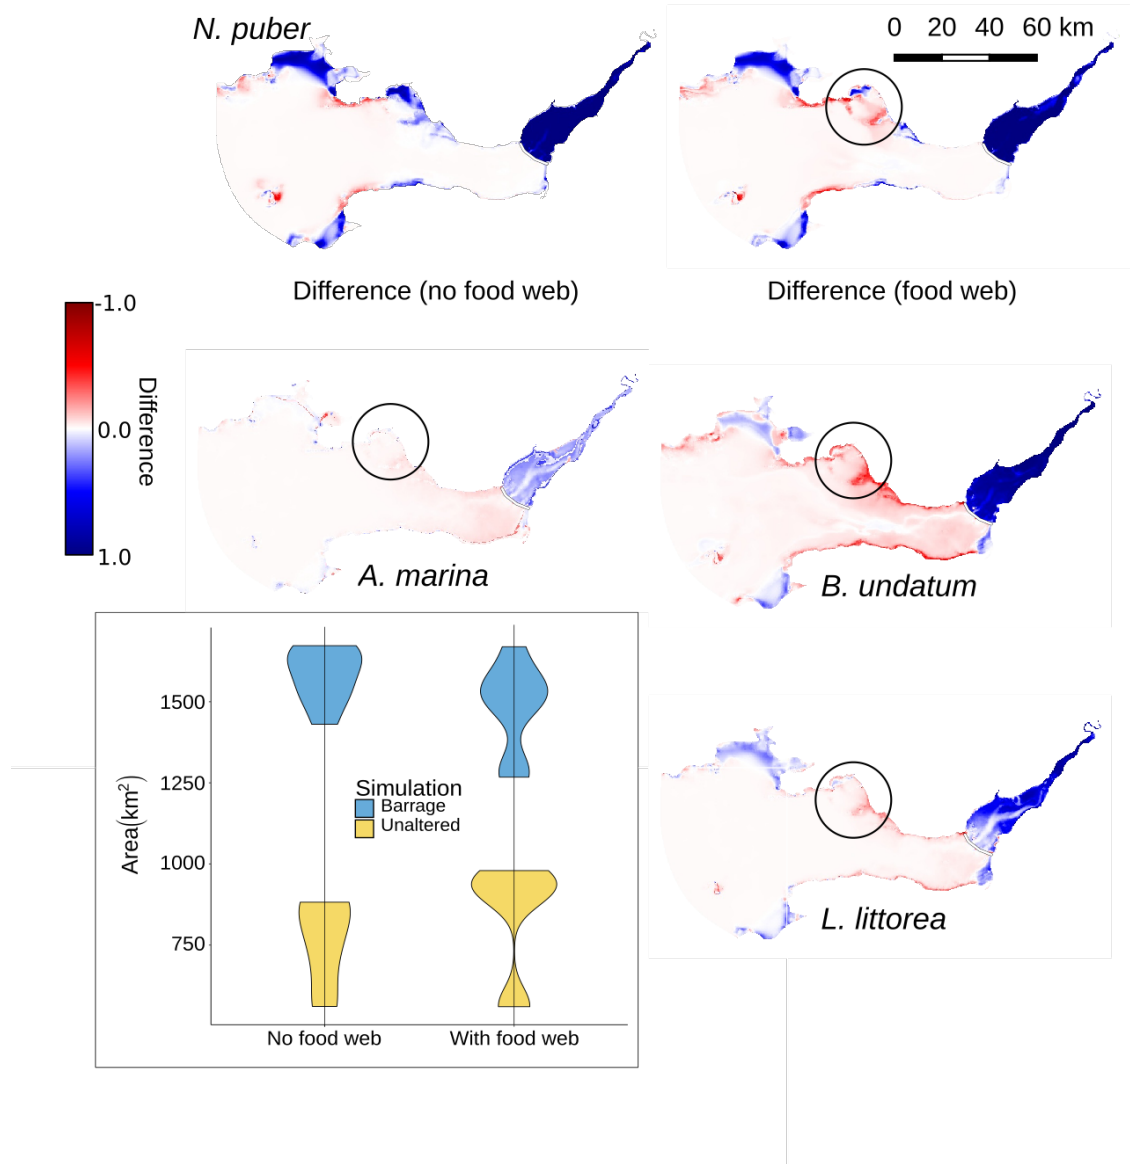 N. puber
0 20 40 60 km
Difference (no food web)
Difference (food web)
-1.0
0.0
1.0
Difference
A. marina
B. undatum
1500
1250
1000
750
Area(km²)
Simulation
Barrage
Unaltered
No food web
With food web
L. littorea